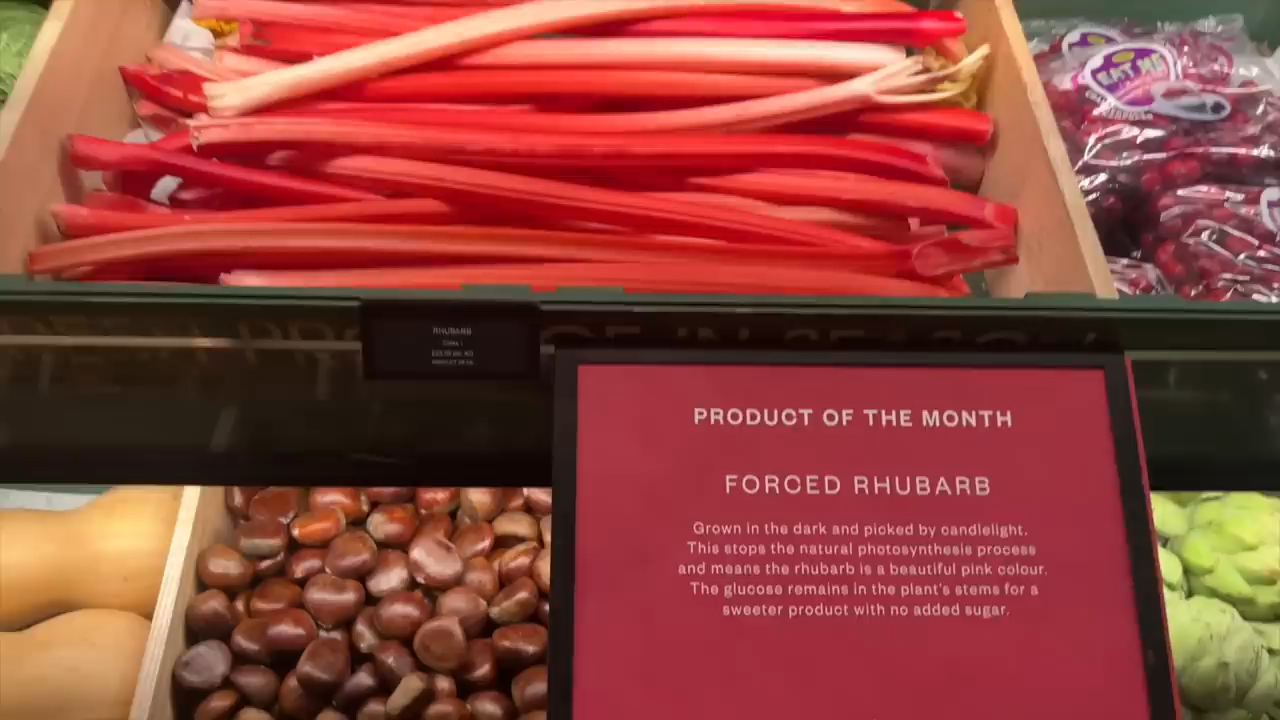 EAT ME
RHUBARB
PRODUCT OF THE MONTH
FORCED RHUBARB
Grown in the dark and picked by candlelight.
This stops the natural photosynthesis process
and means the rhubarb is a beautiful pink colour.
The glucose remains in the plant's stems for a
sweeter product with no added sugar.